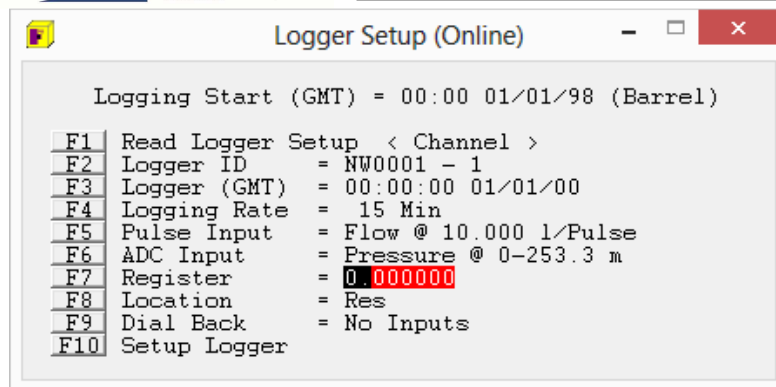 Logger Setup (Online)
Logging Start (GMT) = 00:00 01/01/98 (Barrel)
F1 Read Logger Setup < Channel >
F2 Logger ID = NW0001 - 1
F3 Logger (GMT) = 00:00:00 01/01/00
F4 Logging Rate = 15 Min
F5 Pulse Input = Flow @ 10.000 l/Pulse
F6 ADC Input = Pressure @ 0-253.3 m
F7 Register = 0.000000
F8 Location = Res
F9 Dial Back = No Inputs
F10 Setup Logger